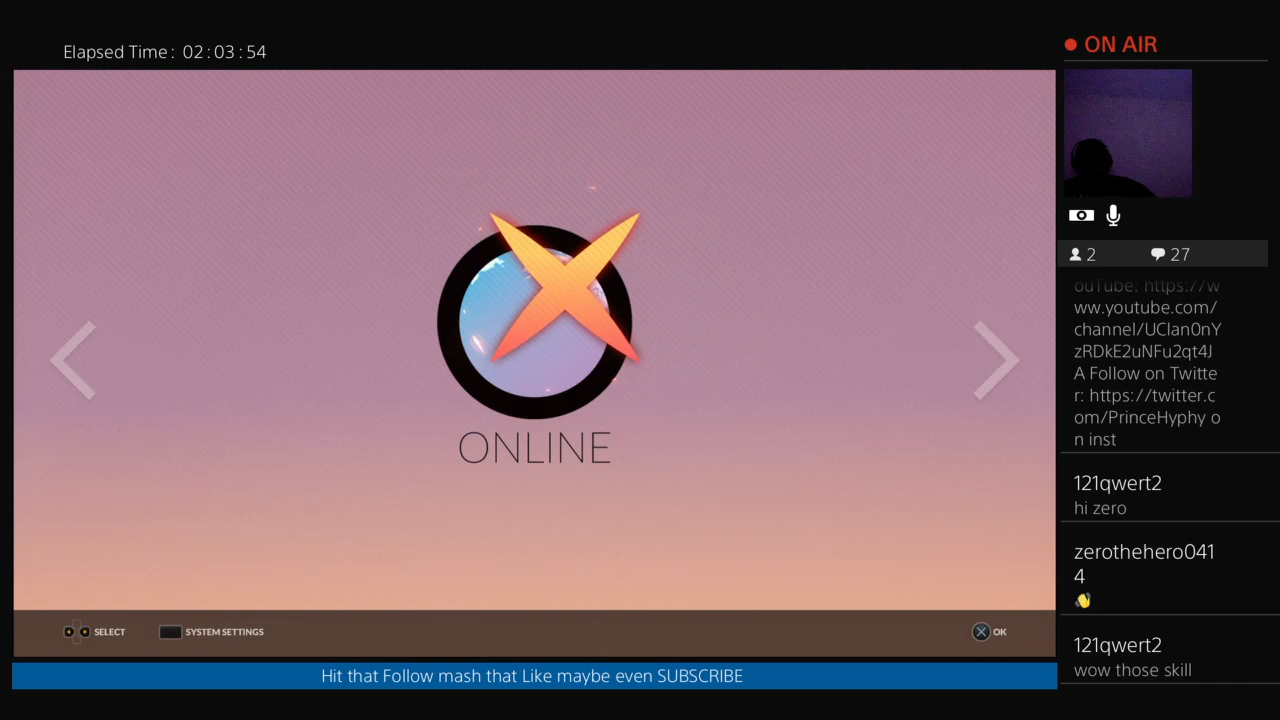 Elapsed Time: 02:03:54
ON AIR
2
27
ouTube: https://w
ww.youtube.com/
channel/UClan0nY
zRDkE2uNFu2qt4J
A Follow on Twitte
r: https://twitter.c
om/PrinceHyphy o
n inst
121qwert2
hi zero
zerothehero041
4
121qwert2
wow those skill
ONLINE
SELECT
SYSTEM SETTINGS
OK
Hit that Follow mash that Like maybe even SUBSCRIBE